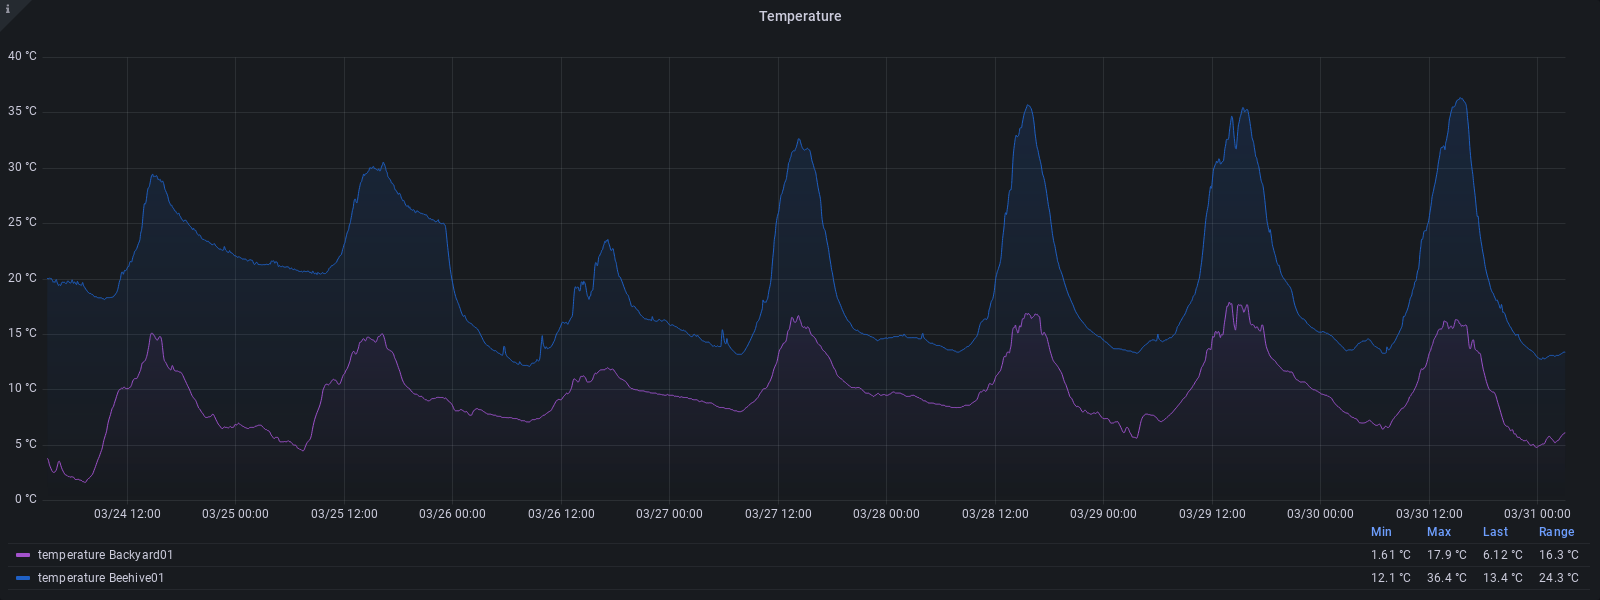 i
Temperature
40 °C
35 °C
30 °C
25 °C
20 °C
15 °C
10 °C
5 °C
0 °C
03/24 12:00 03/25 00:00 03/25 12:00 03/26 00:00 03/26 12:00 03/27 00:00 03/27 12:00 03/28 00:00 03/28 12:00 03/29 00:00 03/29 12:00 03/30 00:00 03/30 12:00 03/31 00:00
Min Max Last Range
temperature Backyard01 1.61 °C 17.9 °C 6.12 °C 16.3 °C
temperature Beehive01 12.1 °C 36.4 °C 13.4 °C 24.3 °C